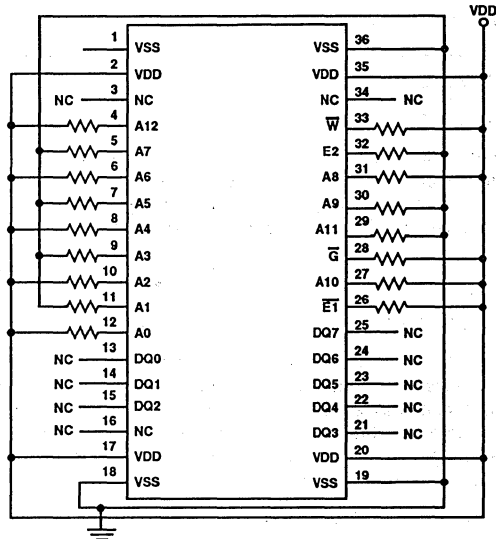 VDD
1 VSS VSS 36
2 VDD VDD 35
NC 3 NC NC 34 NC
4 A12 W̅ 33
5 A7 E2 32
6 A6 A8 31
7 A5 A9 30
8 A4 A11 29
9 A3 G̅ 28
10 A2 A10 27
11 A1 E̅1̅ 26
12 A0 DQ7 25 NC
NC 13 DQ0 DQ6 24 NC
NC 14 DQ1 DQ5 23 NC
NC 15 DQ2 DQ4 22 NC
NC 16 NC DQ3 21 NC
17 VDD VDD 20
18 VSS VSS 19